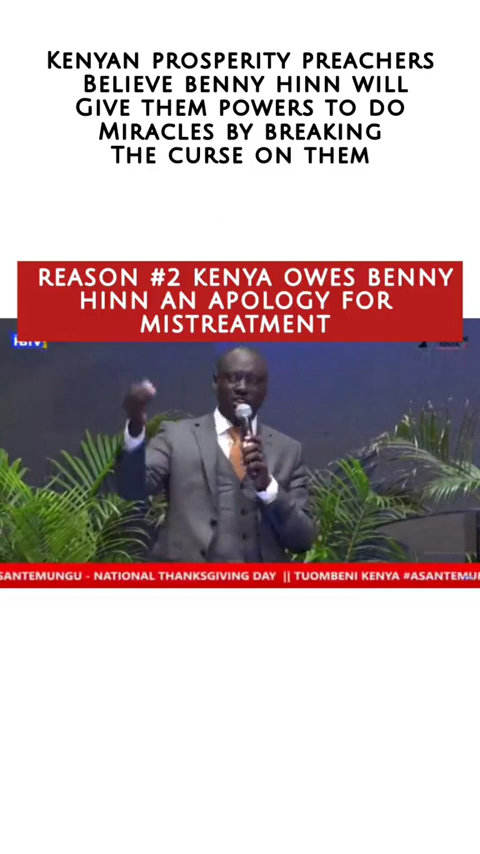 KENYAN PROSPERITY PREACHERS
BELIEVE BENNY HINN WILL
GIVE THEM POWERS TO DO
MIRACLES BY BREAKING
THE CURSE ON THEM
REASON #2 KENYA OWES BENNY
HINN AN APOLOGY FOR
MISTREATMENT
SANTEMUNGU - NATIONAL THANKSGIVING DAY || TUOMBENI KENYA #ASANTEMU